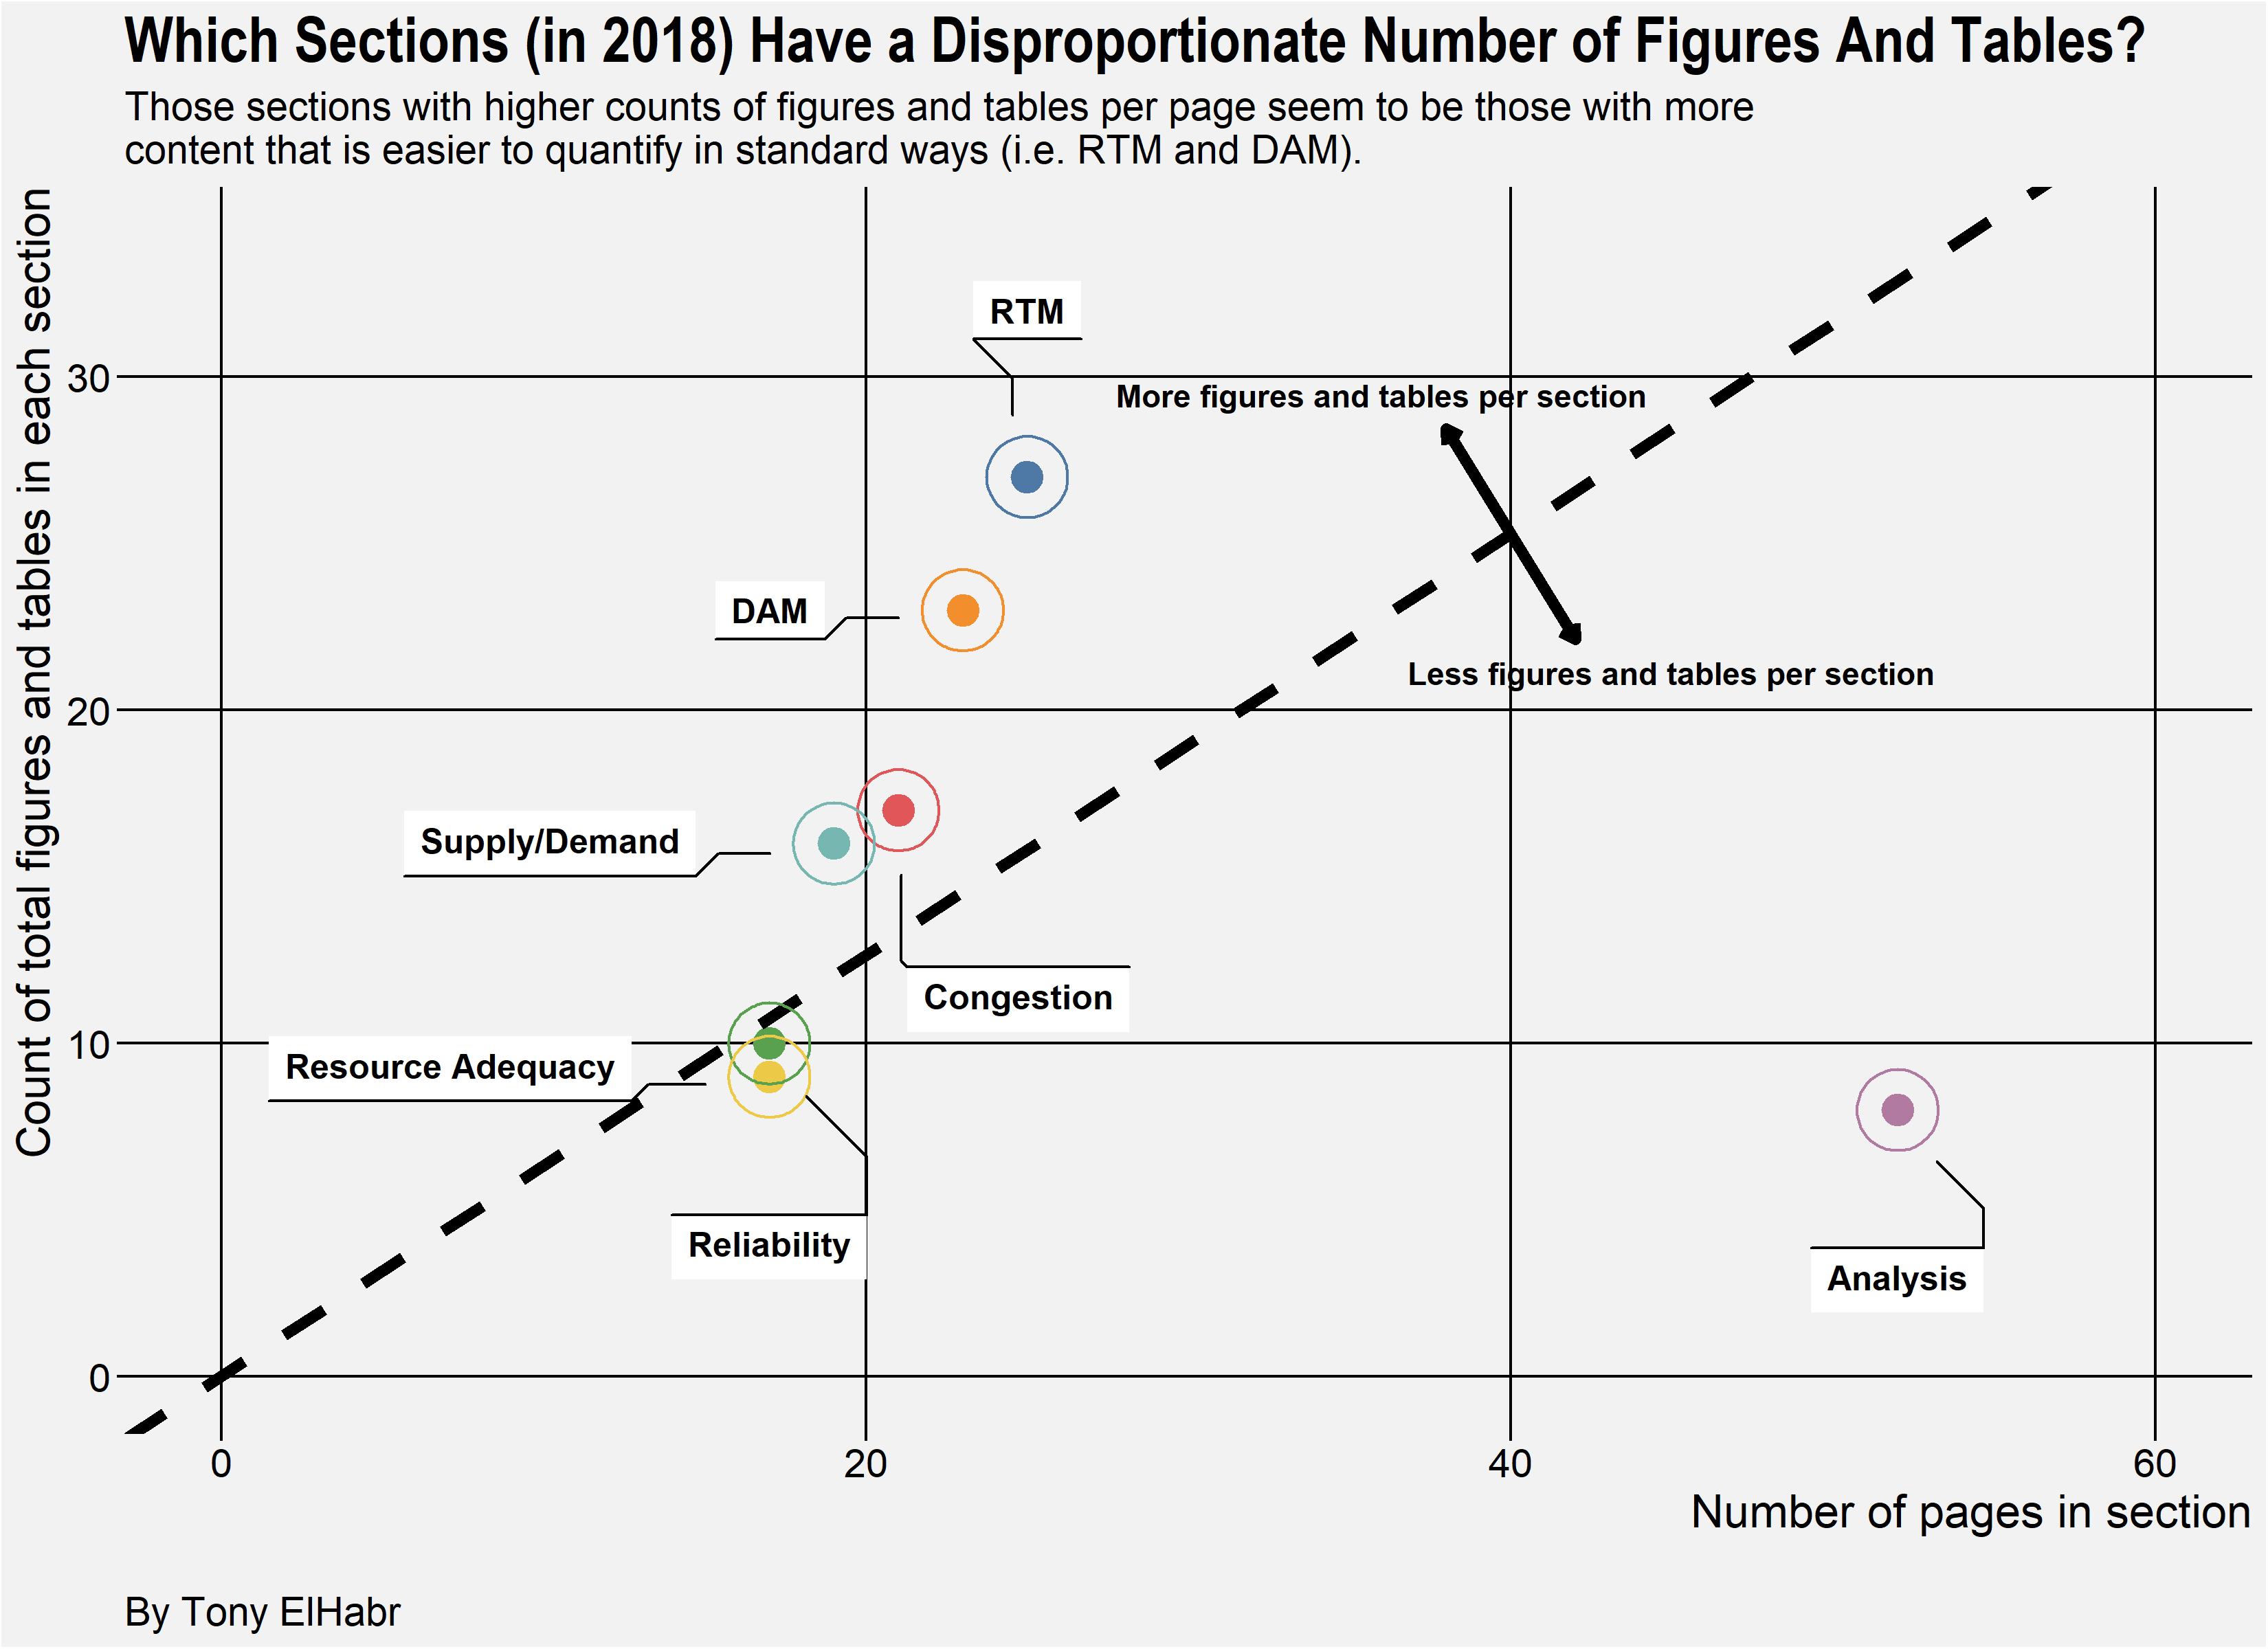 Which Sections (in 2018) Have a Disproportionate Number of Figures And Tables?
Those sections with higher counts of figures and tables per page seem to be those with more
content that is easier to quantify in standard ways (i.e. RTM and DAM).
Count of total figures and tables in each section
30
20
10
0
RTM
More figures and tables per section
DAM
Less figures and tables per section
Supply/Demand
Congestion
Resource Adequacy
Reliability
Analysis
0
20
40
60
Number of pages in section
By Tony ElHabr